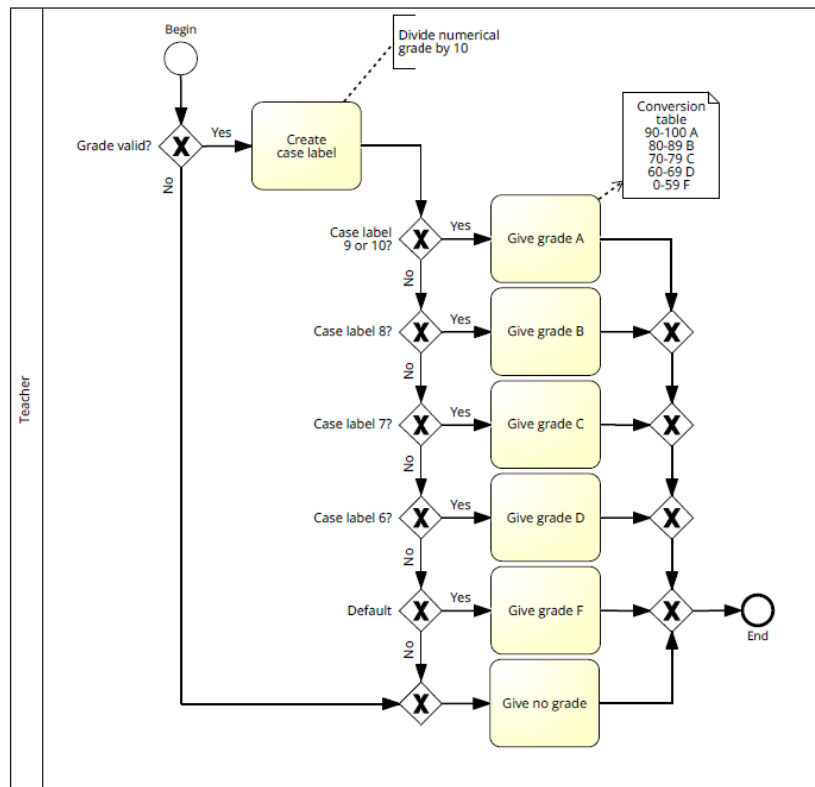 Teacher
Begin
Divide numerical
grade by 10
Grade valid?
Yes
No
Create
case label
Conversion
table
90-100 A
80-89 B
70-79 C
60-69 D
0-59 F
Case label
9 or 10?
Yes
No
Give grade A
Case label 8?
Yes
No
Give grade B
Case label 7?
Yes
No
Give grade C
Case label 6?
Yes
No
Give grade D
Default
Yes
No
Give grade F
End
Give no grade